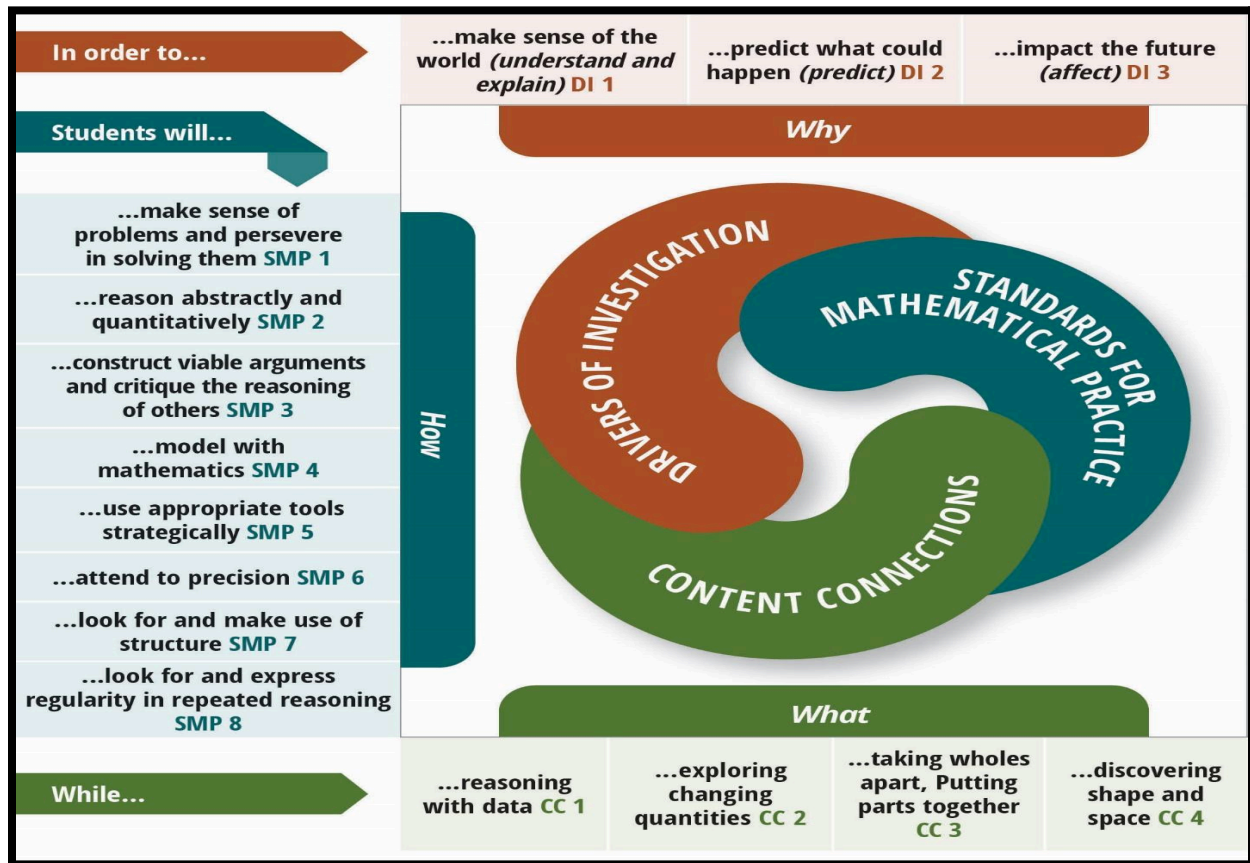 In order to...
...make sense of the
world (understand and
explain) DI 1
...predict what could
happen (predict) DI 2
...impact the future
(affect) DI 3
Students will...
Why
...make sense of
problems and persevere
in solving them SMP 1
...reason abstractly and
quantitatively SMP 2
...construct viable arguments
and critique the reasoning
of others SMP 3
...model with
mathematics SMP 4
...use appropriate tools
strategically SMP 5
...attend to precision SMP 6
...look for and make use of
structure SMP 7
...look for and express
regularity in repeated reasoning
SMP 8
How
DRIVERS OF INVESTIGATION
STANDARDS FOR
MATHEMATICAL PRACTICE
CONTENT CONNECTIONS
What
While...
...reasoning
with data CC 1
...exploring
changing
quantities CC 2
...taking wholes
apart, Putting
parts together
CC 3
...discovering
shape and
space CC 4